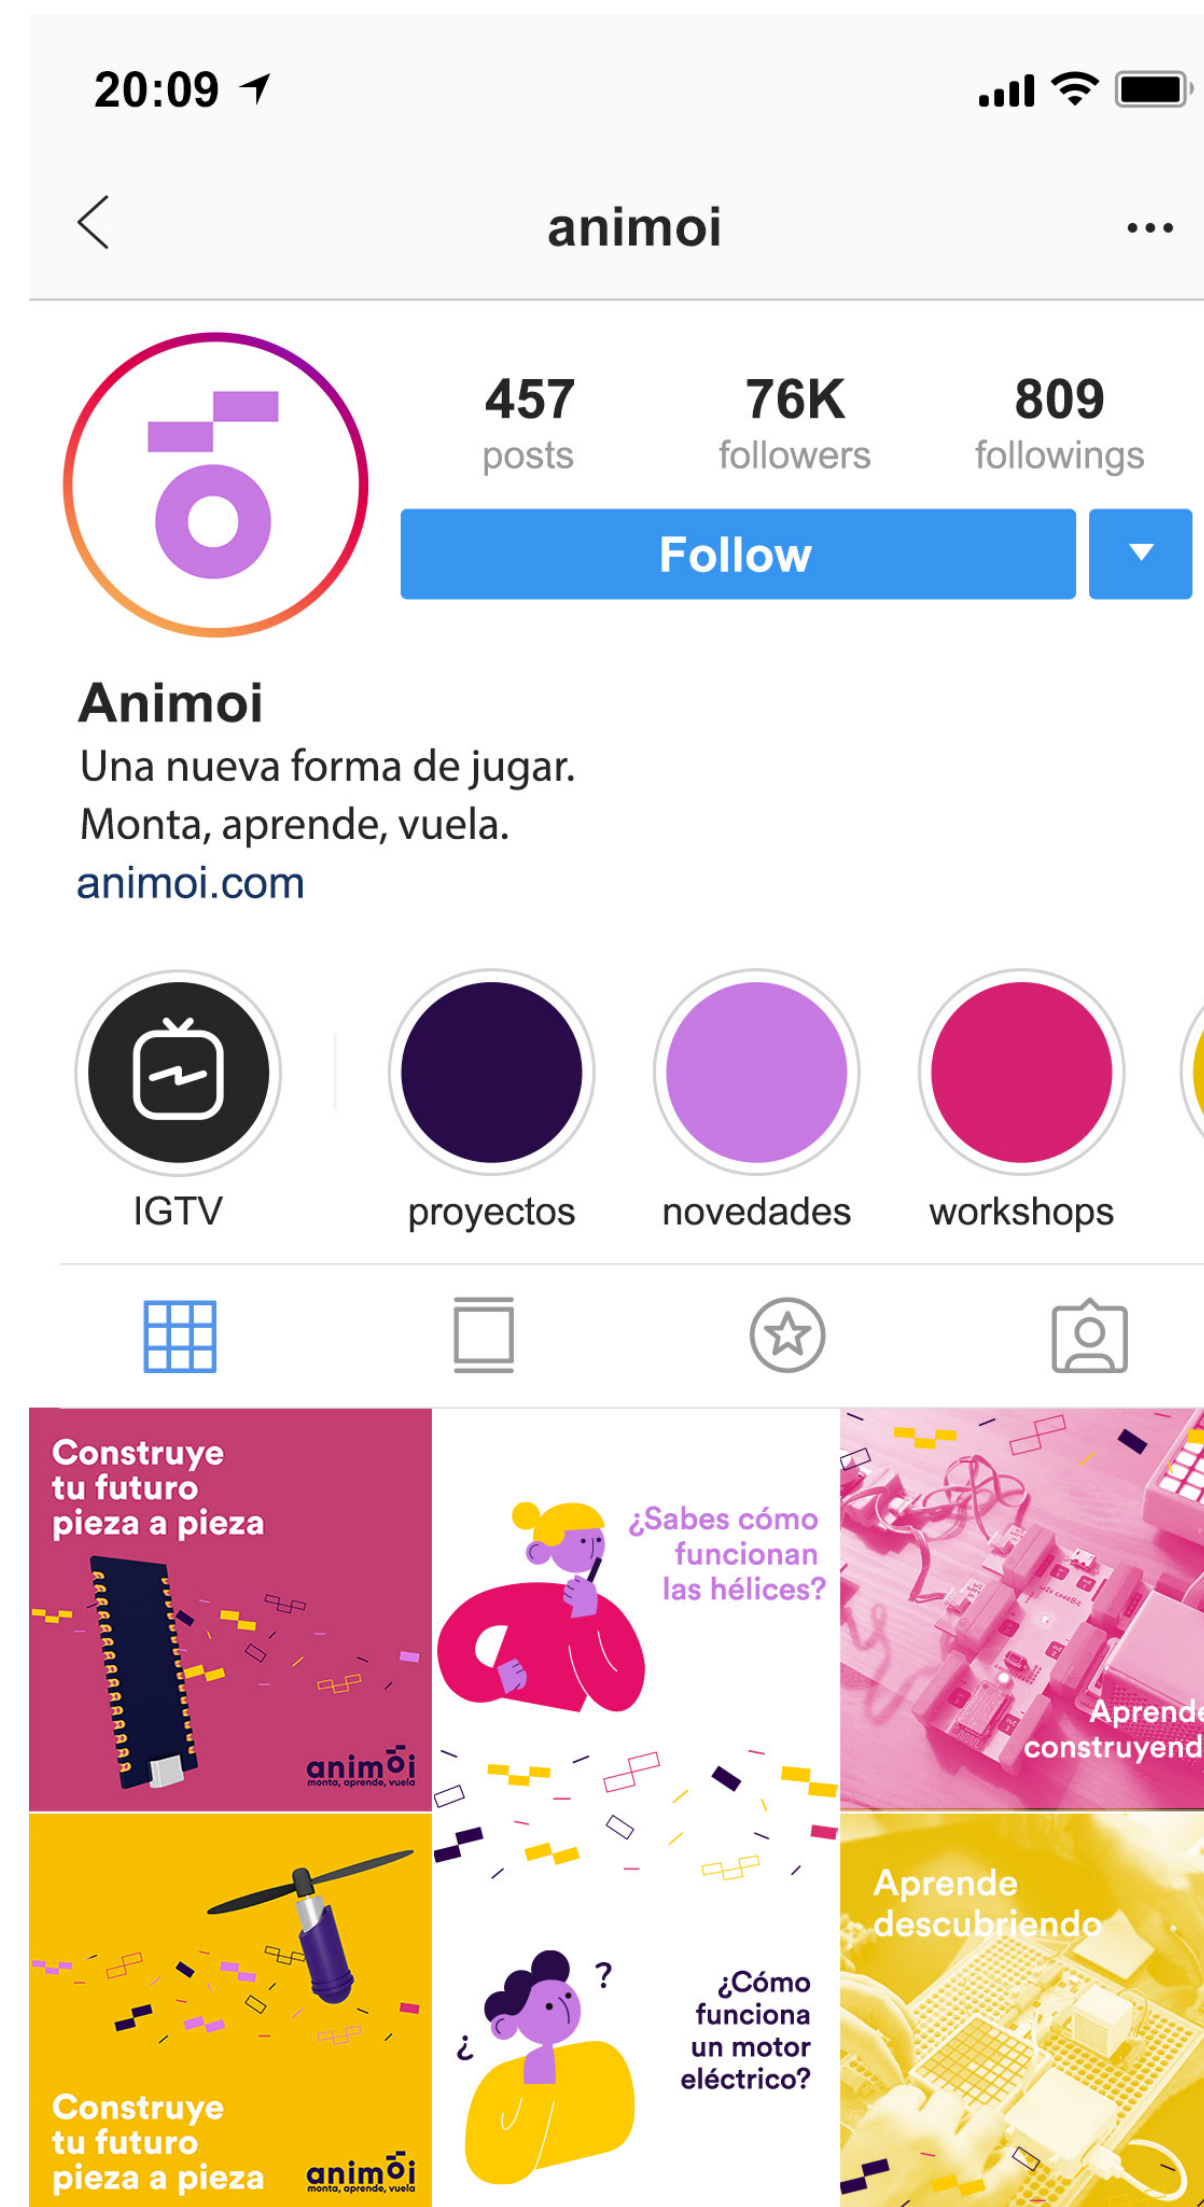 20:09
animoi
457 76K 809
posts followers followings
Follow
Animoi
Una nueva forma de jugar.
Monta, aprende, vuela.
animoi.com
IGTV proyectos novedades workshops
Construye
tu futuro
pieza a pieza
animoi
monta, aprende, vuela
¿Sabes cómo
funcionan
las hélices?
Aprende
construyend
Construye
tu futuro
pieza a pieza
animoi
monta, aprende, vuela
?
¿
¿Cómo
funciona
un motor
eléctrico?
Aprende
descubriendo